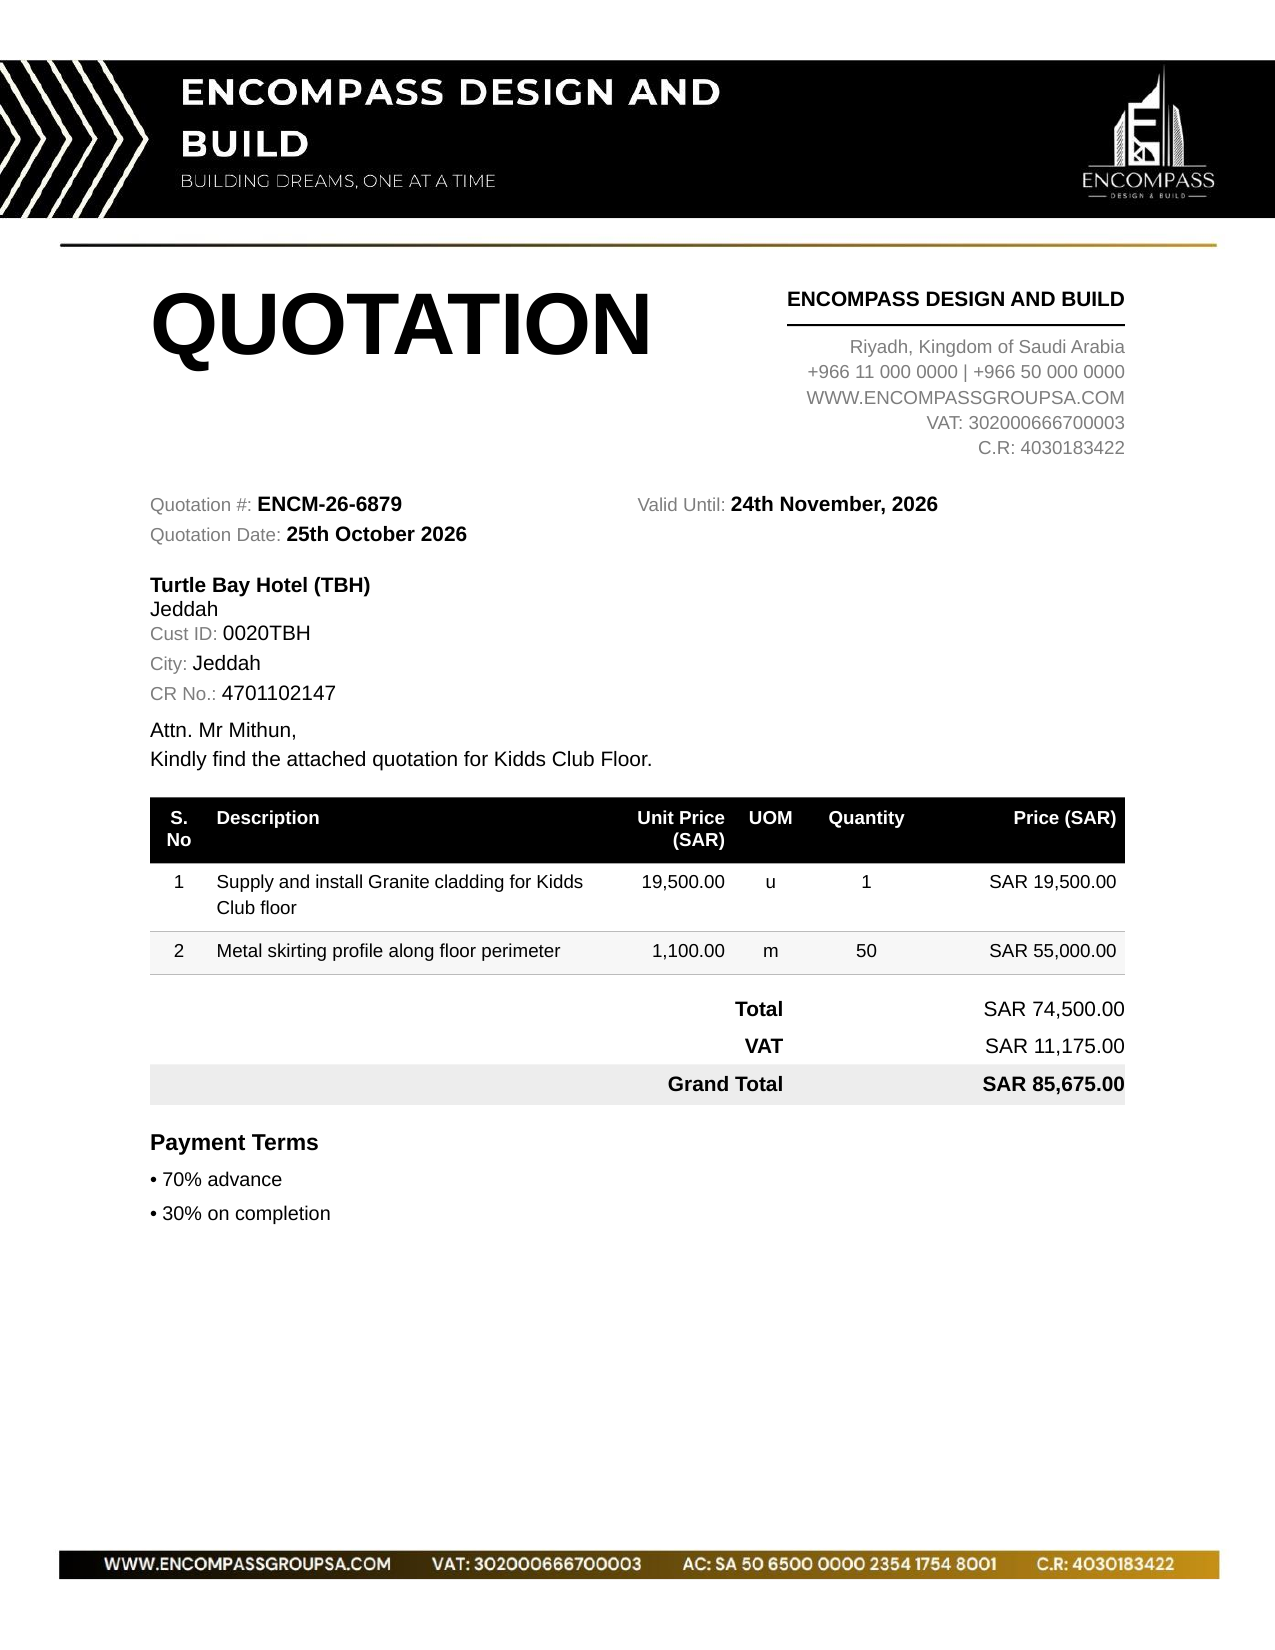 ENCOMPASS DESIGN AND
BUILD
BUILDING DREAMS, ONE AT A TIME
ENCOMPASS
DESIGN & BUILD
QUOTATION
ENCOMPASS DESIGN AND BUILD
Riyadh, Kingdom of Saudi Arabia
+966 11 000 0000 | +966 50 000 0000
WWW.ENCOMPASSGROUPSA.COM
VAT: 302000666700003
C.R: 4030183422
Quotation #: ENCM-26-6879 Valid Until: 24th November, 2026
Quotation Date: 25th October 2026
Turtle Bay Hotel (TBH)
Jeddah
Cust ID: 0020TBH
City: Jeddah
CR No.: 4701102147
Attn. Mr Mithun,
Kindly find the attached quotation for Kidds Club Floor.
S. Description Unit Price UOM Quantity Price (SAR)
No (SAR)
1 Supply and install Granite cladding for Kidds 19,500.00 u 1 SAR 19,500.00
Club floor
2 Metal skirting profile along floor perimeter 1,100.00 m 50 SAR 55,000.00
Total SAR 74,500.00
VAT SAR 11,175.00
Grand Total SAR 85,675.00
Payment Terms
• 70% advance
• 30% on completion
WWW.ENCOMPASSGROUPSA.COM VAT: 302000666700003 AC: SA 50 6500 0000 2354 1754 8001 C.R: 4030183422